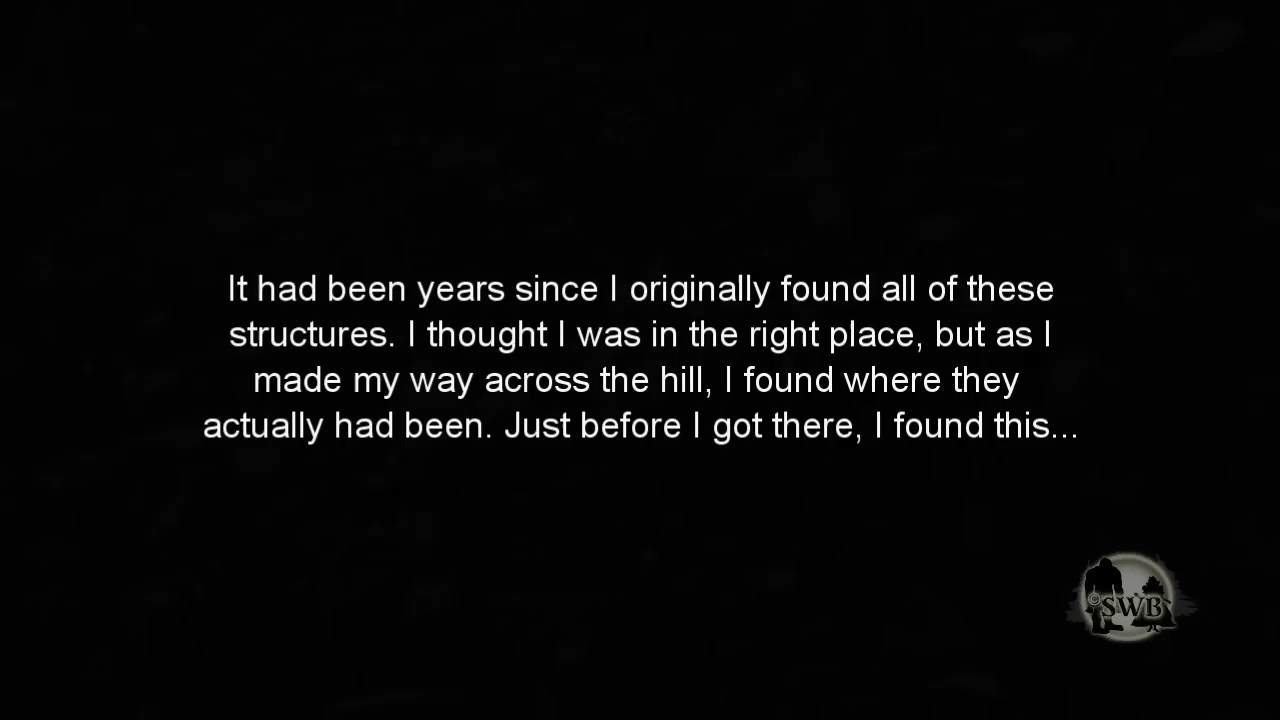 It had been years since I originally found all of these
structures. I thought I was in the right place, but as I
made my way across the hill, I found where they
actually had been. Just before I got there, I found this...
©SWB